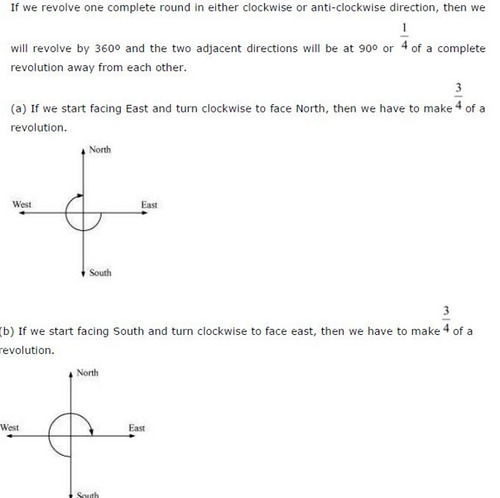 If we revolve one complete round in either clockwise or anti-clockwise direction, then we
will revolve by 360º and the two adjacent directions will be at 90º or 1/4 of a complete
revolution away from each other.
(a) If we start facing East and turn clockwise to face North, then we have to make 3/4 of a
revolution.
North
West
East
South
(b) If we start facing South and turn clockwise to face east, then we have to make 3/4 of a
revolution.
North
West
East
South